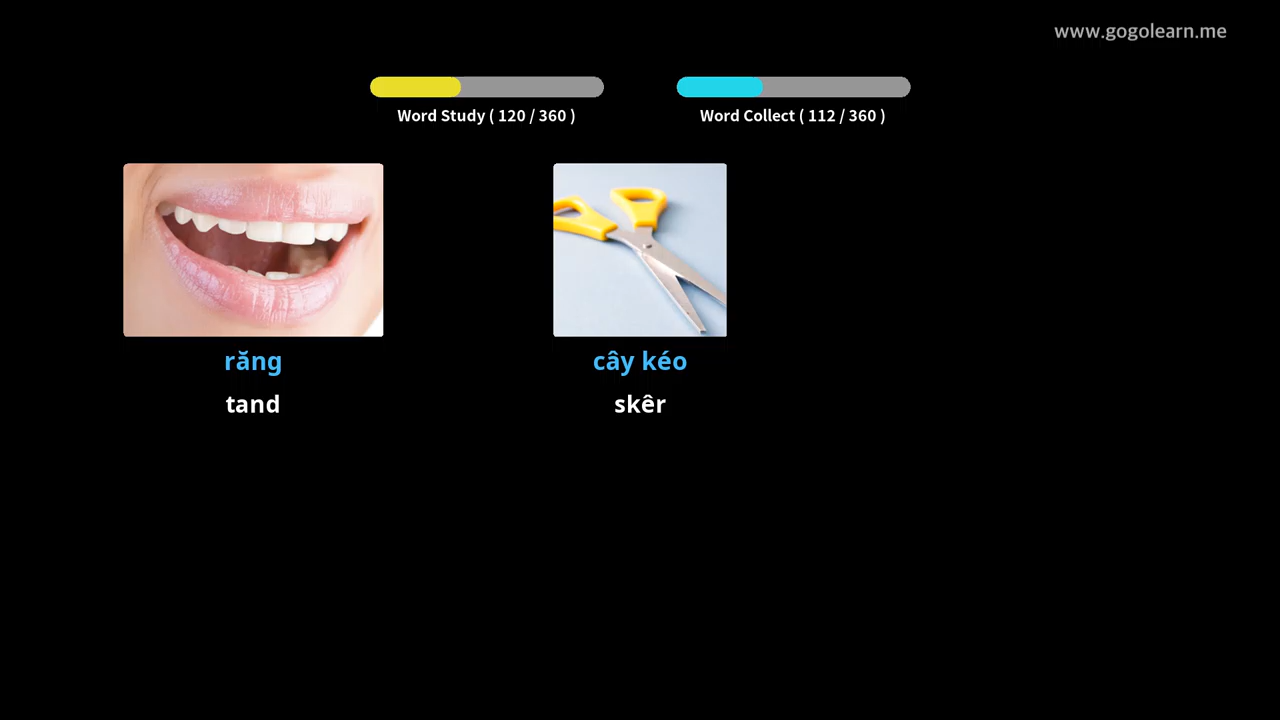 www.gogolearn.me
Word Study ( 120 / 360 )
Word Collect ( 112 / 360 )
răng
cây kéo
tand
skêr